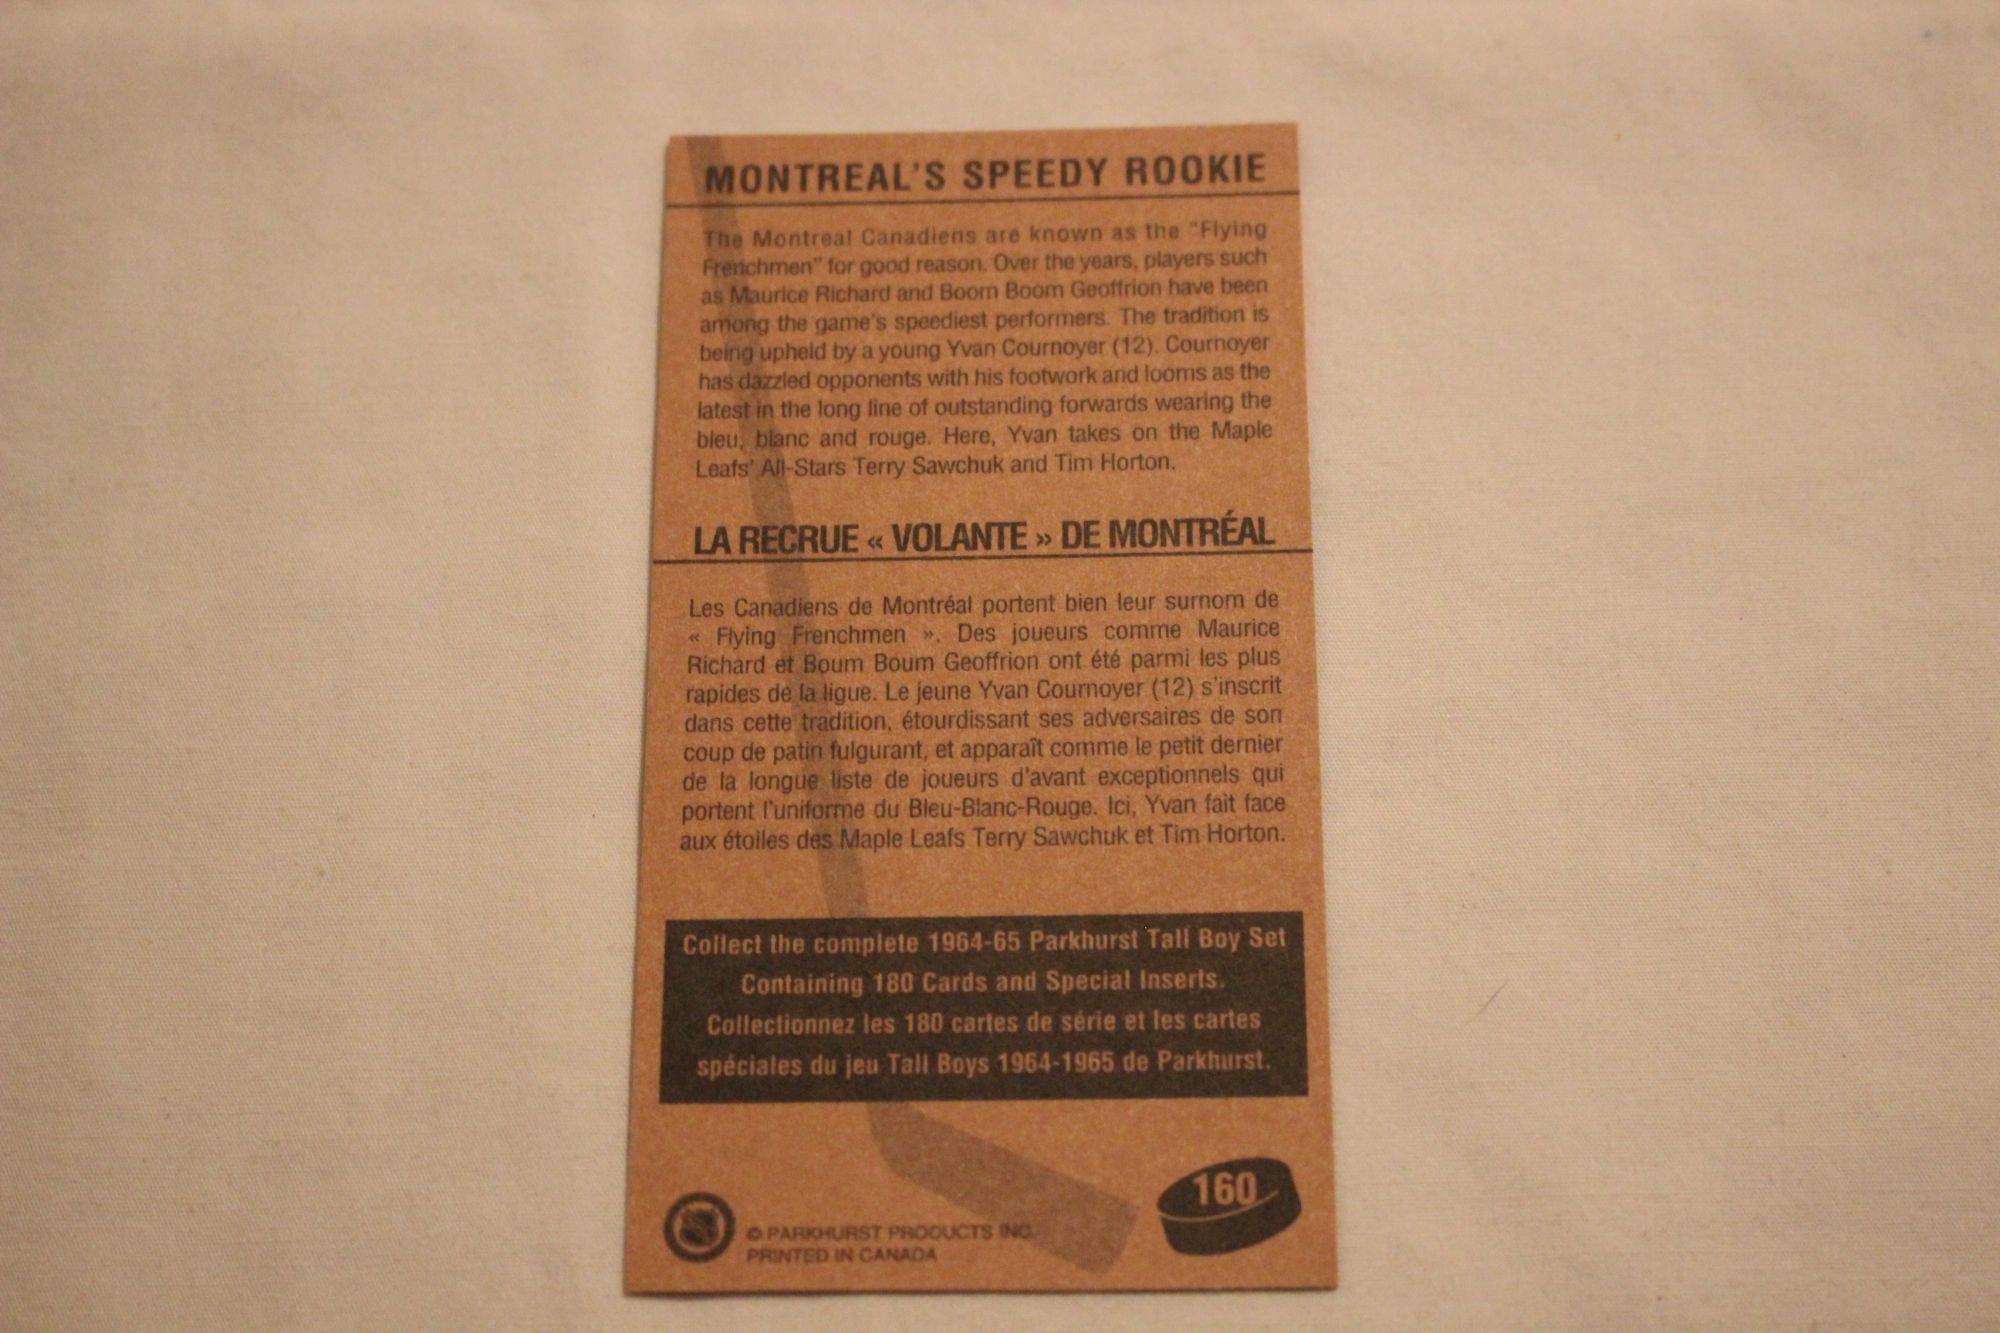 MONTREAL'S SPEEDY ROOKIE
The Montreal Canadiens are known as the "Flying
Frenchmen" for good reason. Over the years, players such
as Maurice Richard and Boom Boom Geoffrion have been
among the game's speediest performers. The tradition is
being upheld by a young Yvan Cournoyer (12). Cournoyer
has dazzled opponents with his footwork and looms as the
latest in the long line of outstanding forwards wearing the
bleu, blanc and rouge. Here, Yvan takes on the Maple
Leafs' All-Stars Terry Sawchuk and Tim Horton.
LA RECRUE « VOLANTE » DE MONTRÉAL
Les Canadiens de Montréal portent bien leur surnom de
« Flying Frenchmen ». Des joueurs comme Maurice
Richard et Boum Boum Geoffrion ont été parmi les plus
rapides de la ligue. Le jeune Yvan Cournoyer (12) s'inscrit
dans cette tradition, étourdissant ses adversaires de son
coup de patin fulgurant, et apparaît comme le petit dernier
de la longue liste de joueurs d'avant exceptionnels qui
portent l'uniforme du Bleu-Blanc-Rouge. Ici, Yvan fait face
aux étoiles des Maple Leafs Terry Sawchuk et Tim Horton.
Collect the complete 1964-65 Parkhurst Tall Boy Set
Containing 180 Cards and Special Inserts.
Collectionnez les 180 cartes de série et les cartes
spéciales du jeu Tall Boys 1964-1965 de Parkhurst.
160
© PARKHURST PRODUCTS INC.
PRINTED IN CANADA